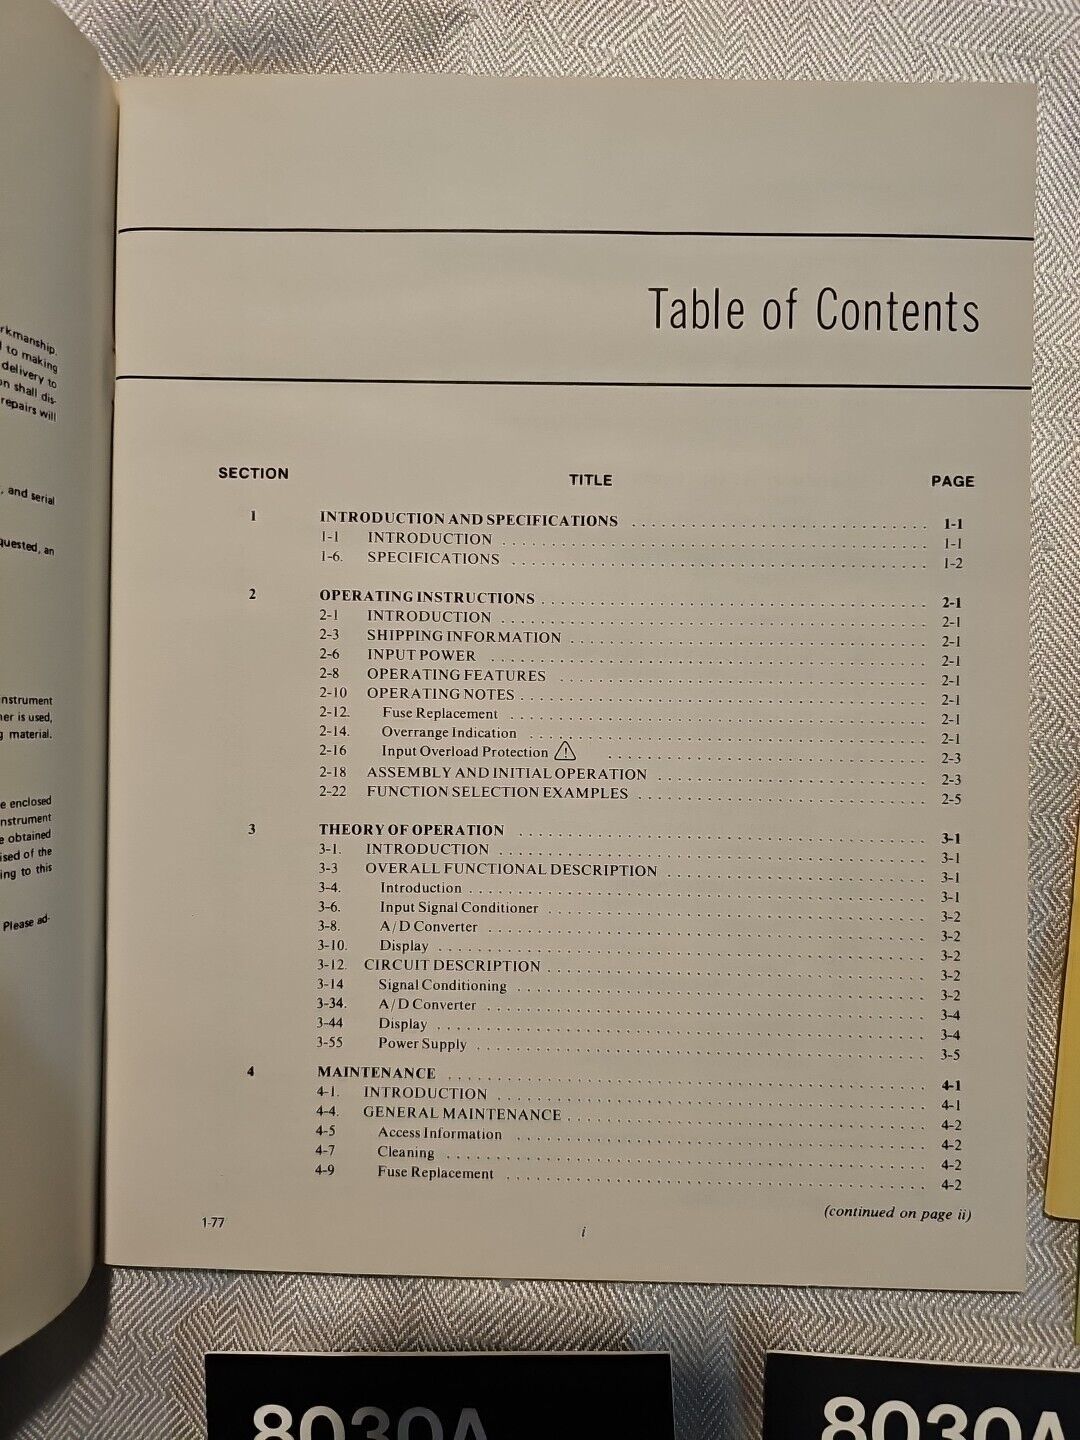 rkmanship.
to making
delivery to
on shall dis-
repairs will
, and serial
quested, an
nstrument
er is used,
g material.
e enclosed
nstrument
e obtained
ised of the
ing to this
Please ad-
Table of Contents
SECTION TITLE PAGE
1 INTRODUCTION AND SPECIFICATIONS 1-1
1-1 INTRODUCTION 1-1
1-6. SPECIFICATIONS 1-2
2 OPERATING INSTRUCTIONS 2-1
2-1 INTRODUCTION 2-1
2-3 SHIPPING INFORMATION 2-1
2-6 INPUT POWER 2-1
2-8 OPERATING FEATURES 2-1
2-10 OPERATING NOTES 2-1
2-12. Fuse Replacement 2-1
2-14. Overrange Indication 2-1
2-16 Input Overload Protection ⚠ 2-3
2-18 ASSEMBLY AND INITIAL OPERATION 2-3
2-22 FUNCTION SELECTION EXAMPLES 2-5
3 THEORY OF OPERATION 3-1
3-1. INTRODUCTION 3-1
3-3 OVERALL FUNCTIONAL DESCRIPTION 3-1
3-4. Introduction 3-1
3-6. Input Signal Conditioner 3-2
3-8. A/D Converter 3-2
3-10. Display 3-2
3-12. CIRCUIT DESCRIPTION 3-2
3-14 Signal Conditioning 3-2
3-34. A/D Converter 3-4
3-44 Display 3-4
3-55 Power Supply 3-5
4 MAINTENANCE 4-1
4-1. INTRODUCTION 4-1
4-4. GENERAL MAINTENANCE 4-2
4-5 Access Information 4-2
4-7 Cleaning 4-2
4-9 Fuse Replacement 4-2
(continued on page ii)
1-77 i
8030A 8030A